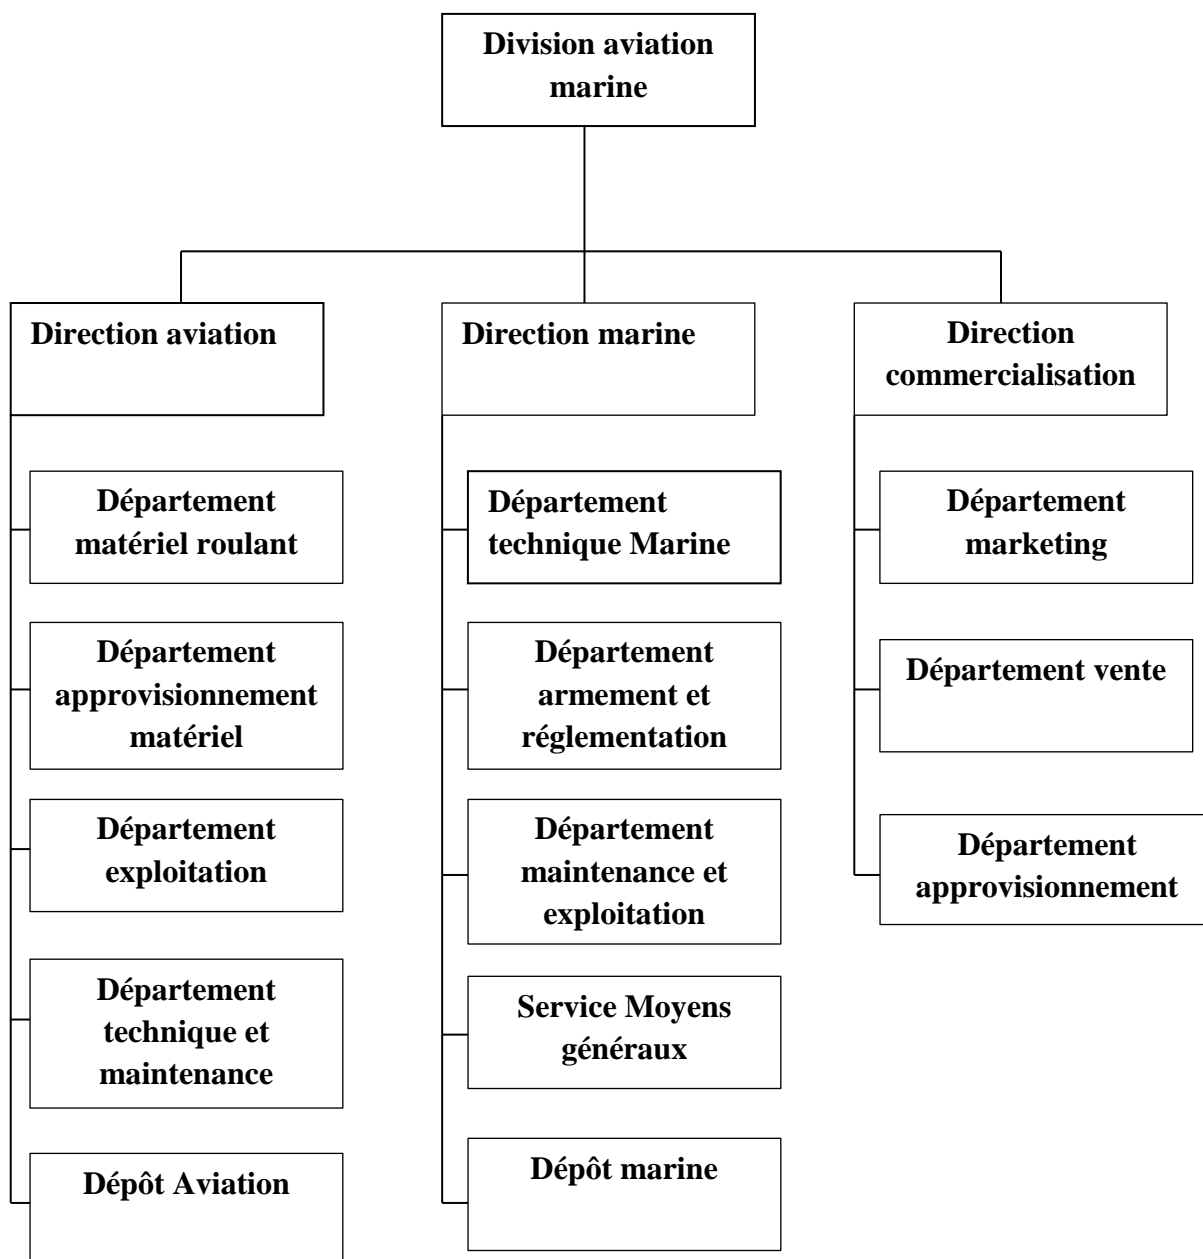 Division aviation
marine
Direction aviation
Direction marine
Direction
commercialisation
Département
matériel roulant
Département
approvisionnement
matériel
Département
exploitation
Département
technique et
maintenance
Dépôt Aviation
Département
technique Marine
Département
armement et
réglementation
Département
maintenance et
exploitation
Service Moyens
généraux
Dépôt marine
Département
marketing
Département vente
Département
approvisionnement